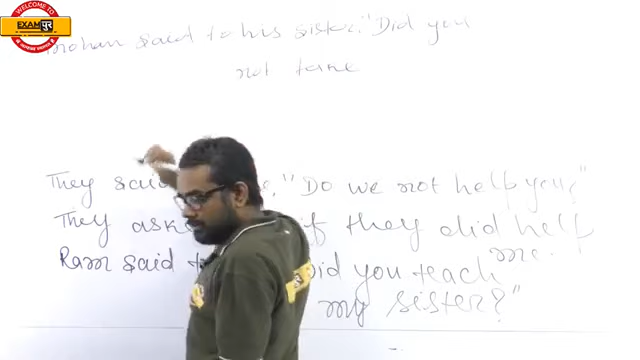 WELCOME TO
EXAM पुर
Mohan said to his sister, "Did you
not take
They said me, "Do we not help you?"
They asked if they did help
me.
Ram said to Did you teach
my sister?"